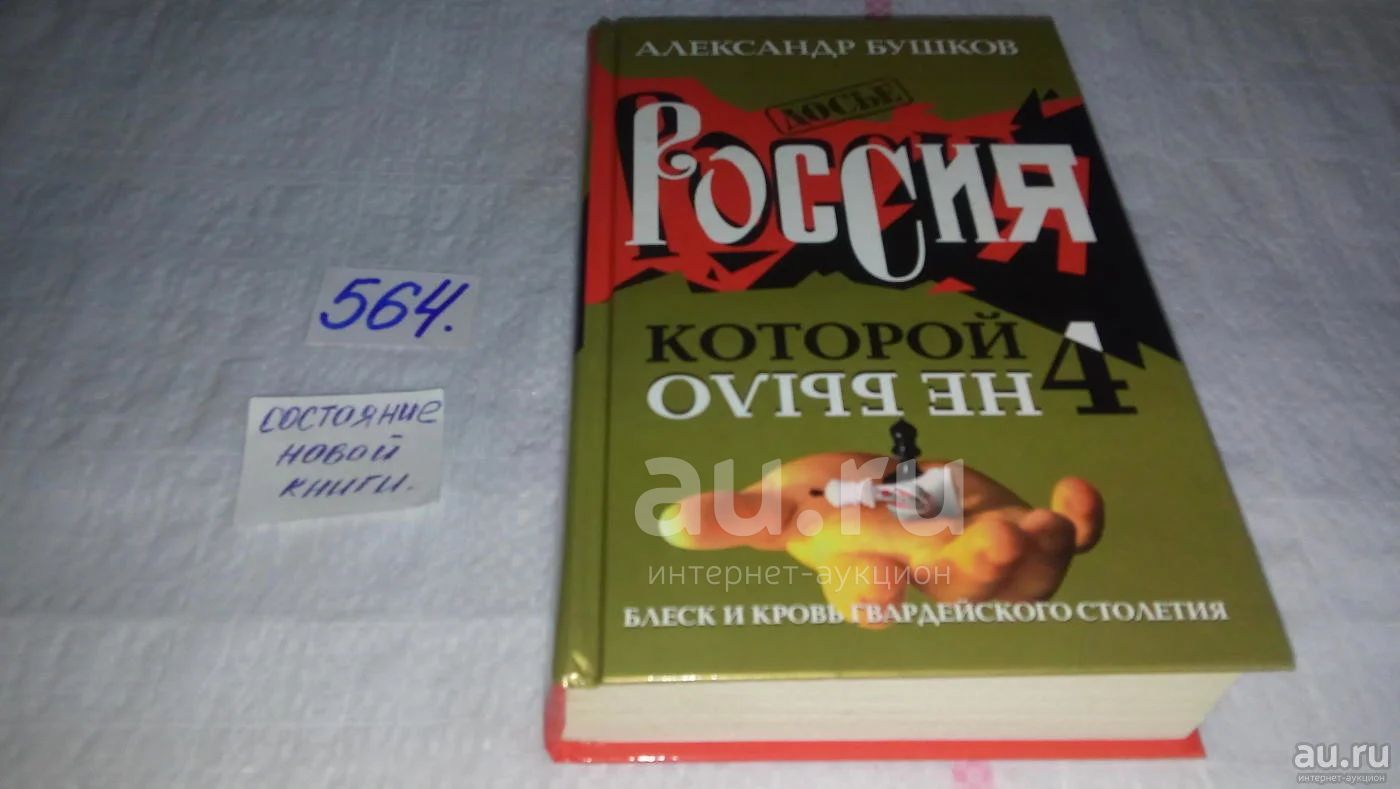 АЛЕКСАНДР БУШКОВ
ДОСЬЕ
РОССИЯ
КОТОРОЙ
НЕ БЫЛО 4
БЛЕСК И КРОВЬ ГВАРДЕЙСКОГО СТОЛЕТИЯ
564.
состояние
новой
книги.
au.ru
интернет-аукцион
au.ru
интернет-аукцион